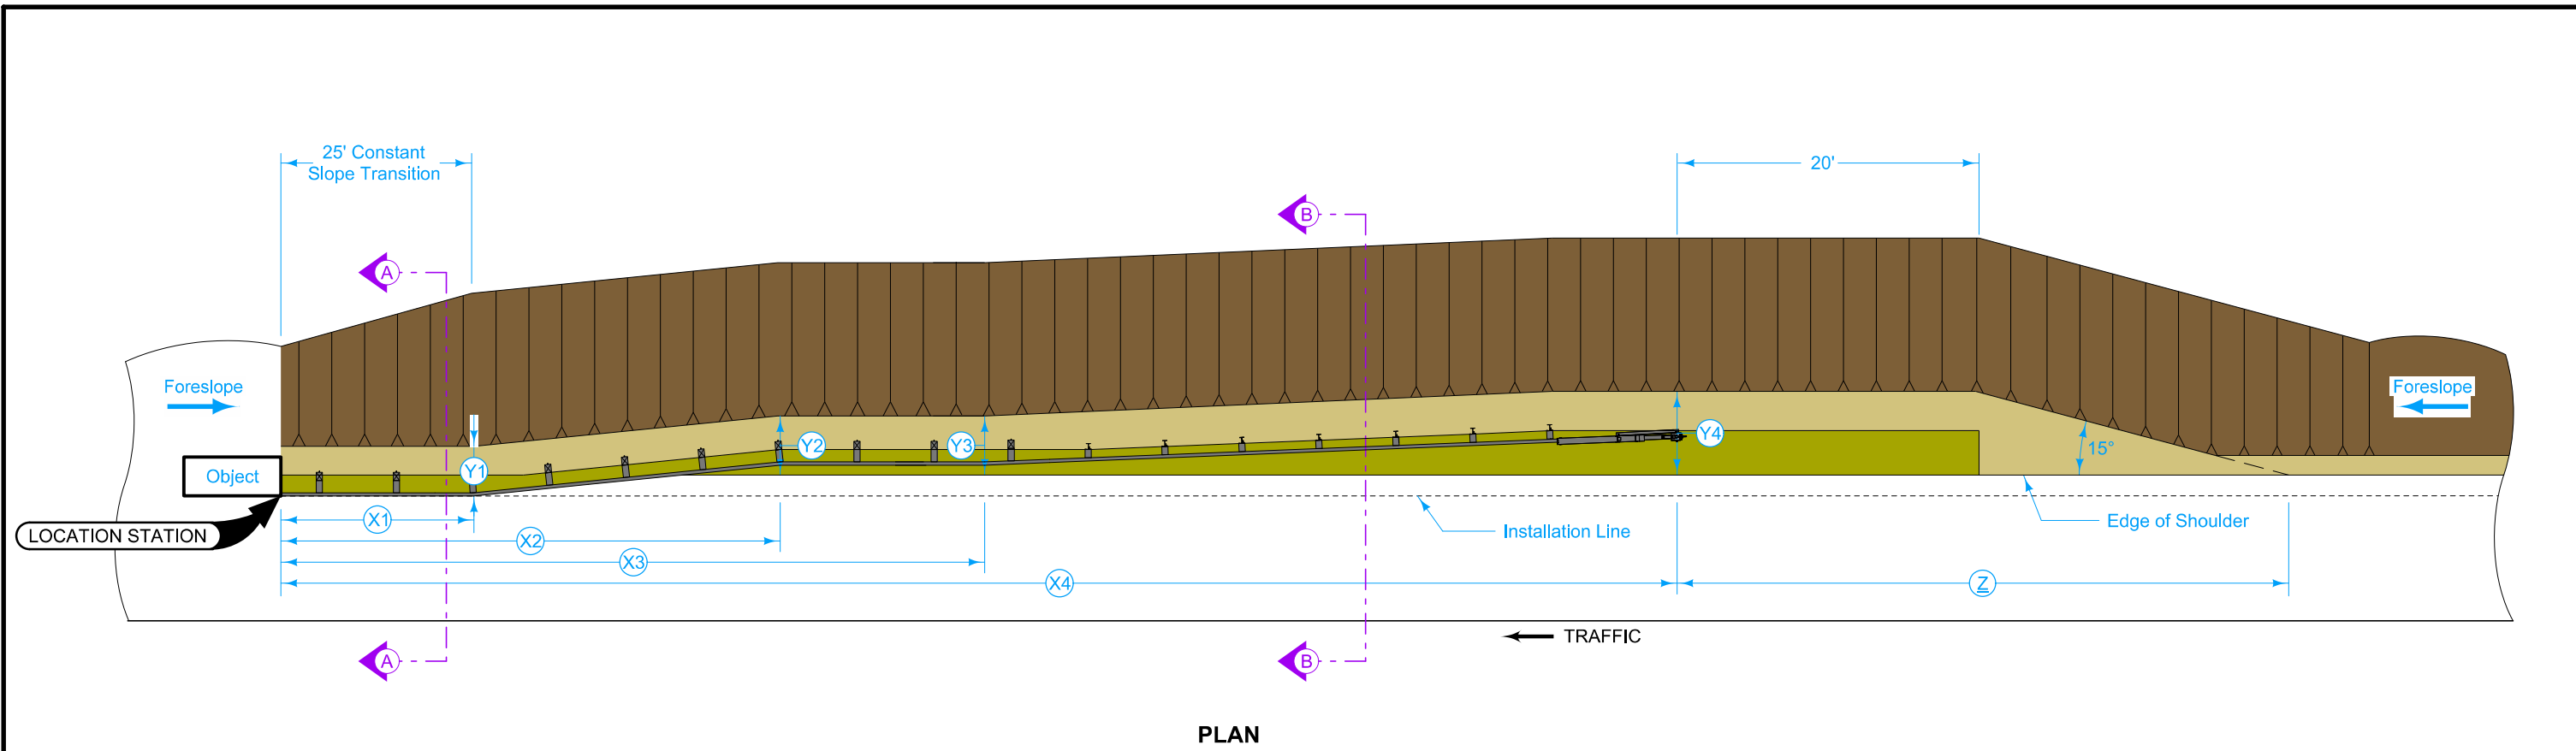 25' Constant
Slope Transition
20'
B
A
Foreslope
Foreslope
Y1
Y2
Y3
Y4
15°
Object
LOCATION STATION
X1
X2
X3
X4
Z
Installation Line
Edge of Shoulder
TRAFFIC
A
B
PLAN